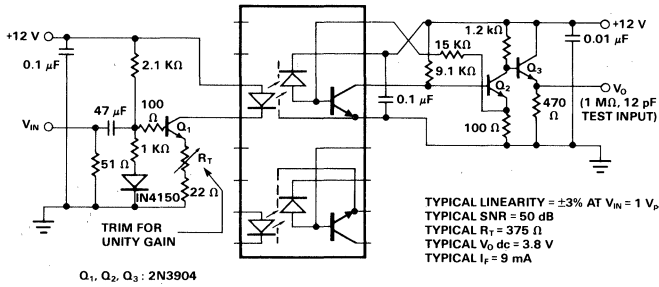 +12 V
0.1 µF
2.1 KΩ
47 µF
100
Ω
Q1
VIN
51 Ω
1 KΩ
RT
IN4150
22 Ω
TRIM FOR
UNITY GAIN
Q1, Q2, Q3 : 2N3904
+12 V
1.2 kΩ
0.01 µF
15 KΩ
Q3
9.1 KΩ
Q2
VO
0.1 µF
470
Ω
(1 MΩ, 12 pF
TEST INPUT)
100 Ω
TYPICAL LINEARITY = ±3% AT VIN = 1 VP
TYPICAL SNR = 50 dB
TYPICAL RT = 375 Ω
TYPICAL VO dc = 3.8 V
TYPICAL IF = 9 mA